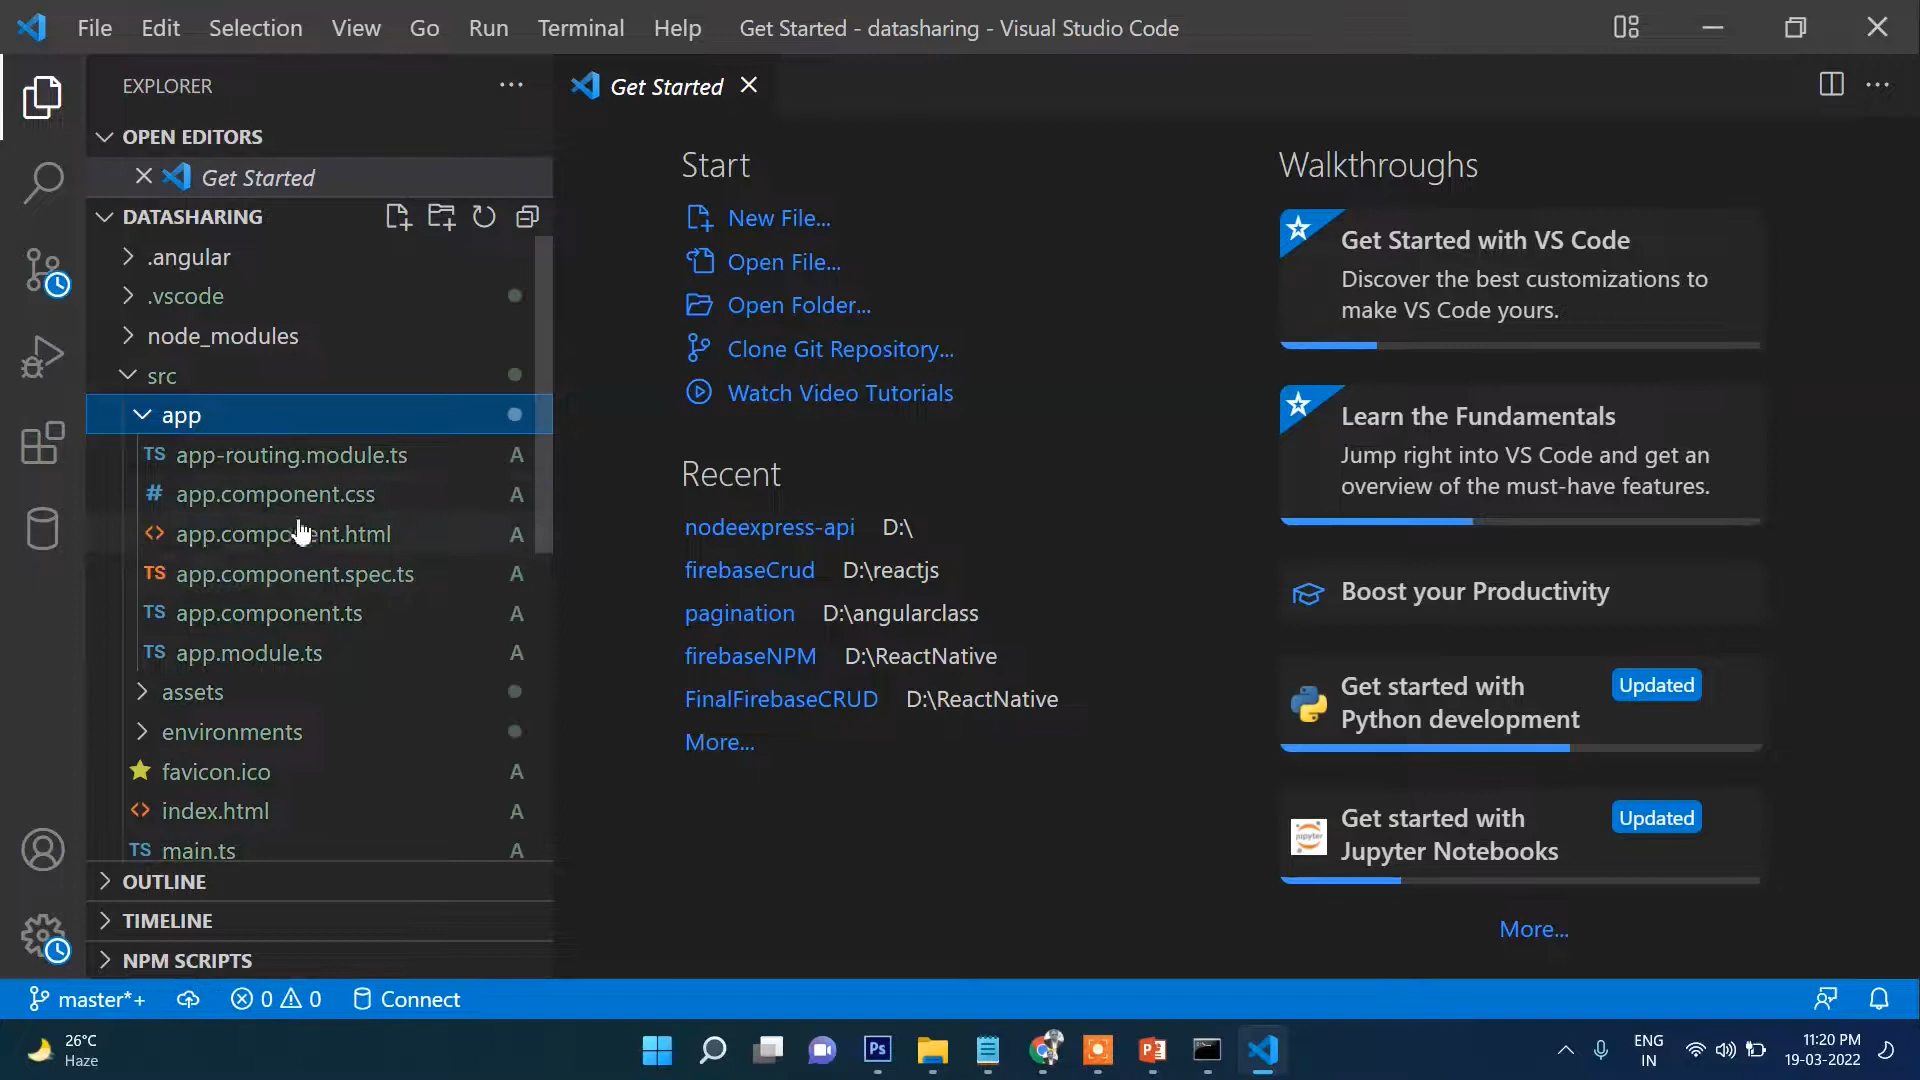 File Edit Selection View Go Run Terminal Help Get Started - datasharing - Visual Studio Code
EXPLORER
Get Started
OPEN EDITORS
Get Started
DATASHARING
.angular
.vscode
node_modules
src
app
TS app-routing.module.ts A
# app.component.css A
<> app.component.html A
TS app.component.spec.ts A
TS app.component.ts A
TS app.module.ts A
assets
environments
favicon.ico A
<> index.html A
TS main.ts A
OUTLINE
TIMELINE
NPM SCRIPTS
Start
New File...
Open File...
Open Folder...
Clone Git Repository...
Watch Video Tutorials
Recent
nodeexpress-api D:\
firebaseCrud D:\reactjs
pagination D:\angularclass
firebaseNPM D:\ReactNative
FinalFirebaseCRUD D:\ReactNative
More...
Walkthroughs
Get Started with VS Code
Discover the best customizations to
make VS Code yours.
Learn the Fundamentals
Jump right into VS Code and get an
overview of the must-have features.
Boost your Productivity
Get started with
Python development
Updated
jupyter
Get started with
Jupyter Notebooks
Updated
More...
master*+ 0 0 Connect
26°C
Haze
Ps
P
ENG
IN
11:20 PM
19-03-2022